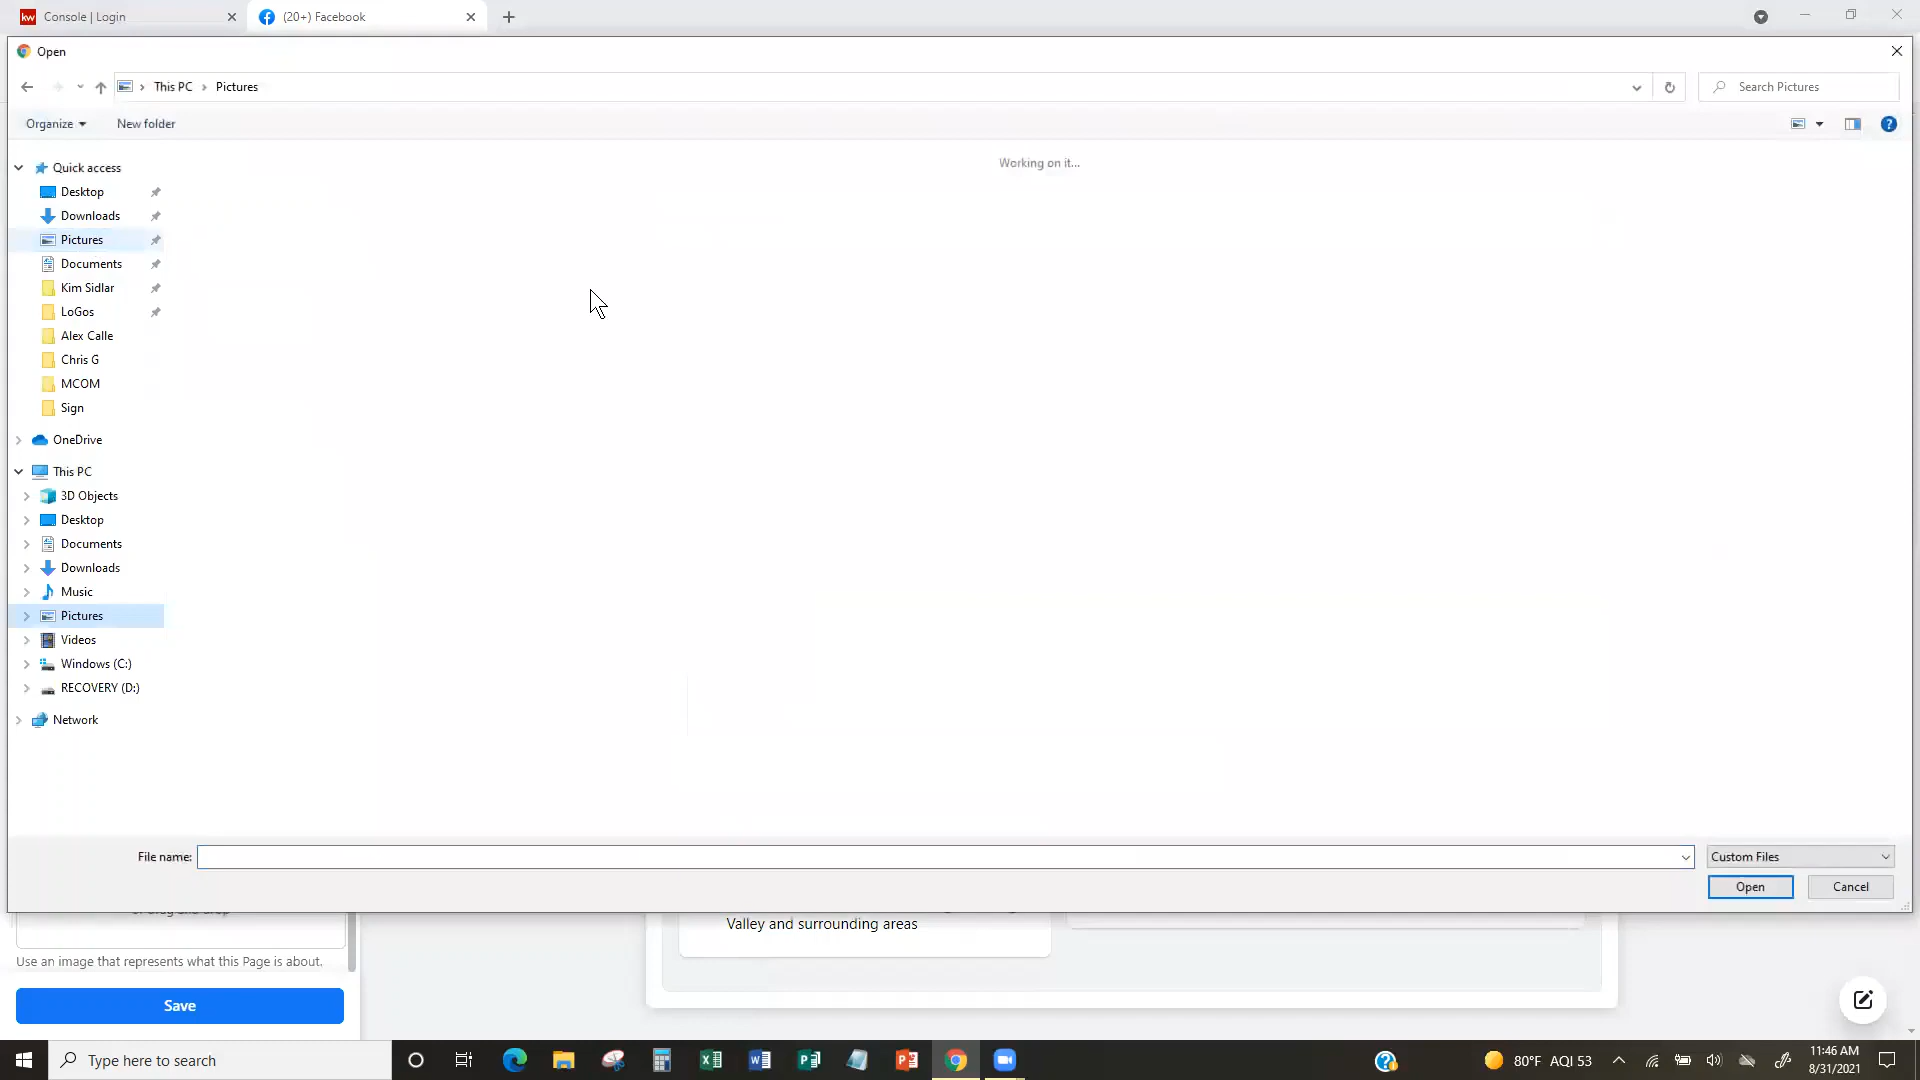 Console | Login
(20+) Facebook
Open
This PC
Pictures
Search Pictures
Organize
New folder
Working on it...
Quick access
Desktop
Downloads
Pictures
Documents
Kim Sidlar
LoGos
Alex Calle
Chris G
MCOM
Sign
OneDrive
This PC
3D Objects
Desktop
Documents
Downloads
Music
Pictures
Videos
Windows (C:)
RECOVERY (D:)
Network
File name:
Custom Files
Open
Cancel
or drag and drop
Valley and surrounding areas
Use an image that represents what this Page is about.
Save
Type here to search
80°F AQI 53
11:46 AM
8/31/2021